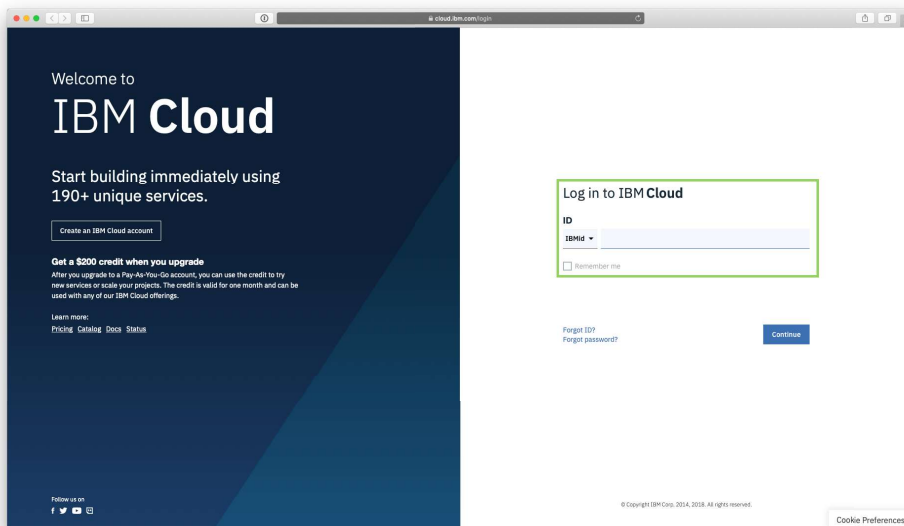 cloud.ibm.com/login
Welcome to
IBM Cloud
Start building immediately using
190+ unique services.
Create an IBM Cloud account
Get a $200 credit when you upgrade
After you upgrade to a Pay-As-You-Go account, you can use the credit to try
new services or scale your projects. The credit is valid for one month and can be
used with any of our IBM Cloud offerings.
Learn more:
Pricing Catalog Docs Status
Follow us on
Log in to IBM Cloud
ID
IBMid
Remember me
Forgot ID?
Forgot password?
Continue
© Copyright IBM Corp. 2014, 2018. All rights reserved.
Cookie Preferences